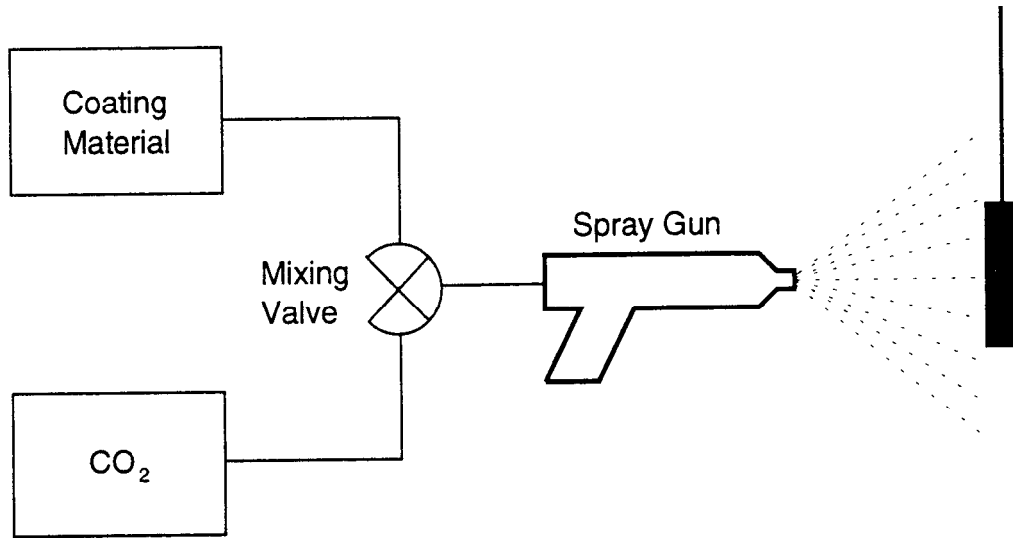 Coating
Material
Spray Gun
Mixing
Valve
CO₂